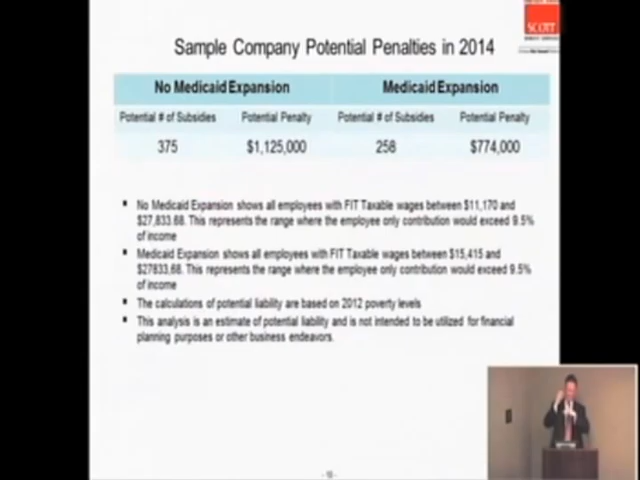 SCOTT
Sample Company Potential Penalties in 2014
No Medicaid Expansion Medicaid Expansion
Potential # of Subsidies Potential Penalty Potential # of Subsidies Potential Penalty
375 $1,125,000 258 $774,000
▪ No Medicaid Expansion shows all employees with FIT Taxable wages between $11,170 and
$27,833.68. This represents the range where the employee only contribution would exceed 9.5%
of income
▪ Medicaid Expansion shows all employees with FIT Taxable wages between $15,415 and
$27833,68. This represents the range where the employee only contribution would exceed 9.5%
of income
▪ The calculations of potential liability are based on 2012 poverty levels
▪ This analysis is an estimate of potential liability and is not intended to be utilized for financial
planning purposes or other business endeavors.